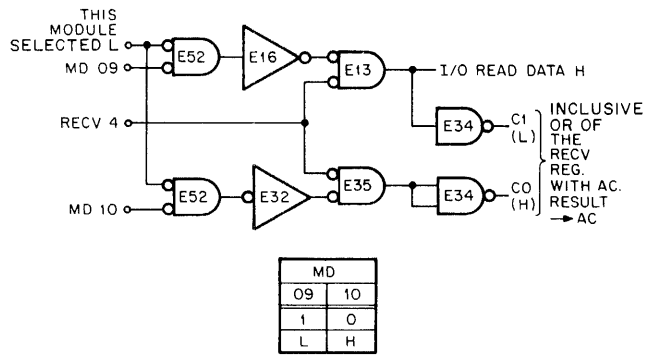 THIS
MODULE
SELECTED L
MD 09
E52
E16
E13
I/O READ DATA H
RECV 4
E34
C1
(L)
INCLUSIVE
OR OF
THE
RECV
REG.
WITH AC.
RESULT
→ AC
MD 10
E52
E32
E35
E34
C0
(H)
MD
09 10
1 0
L H